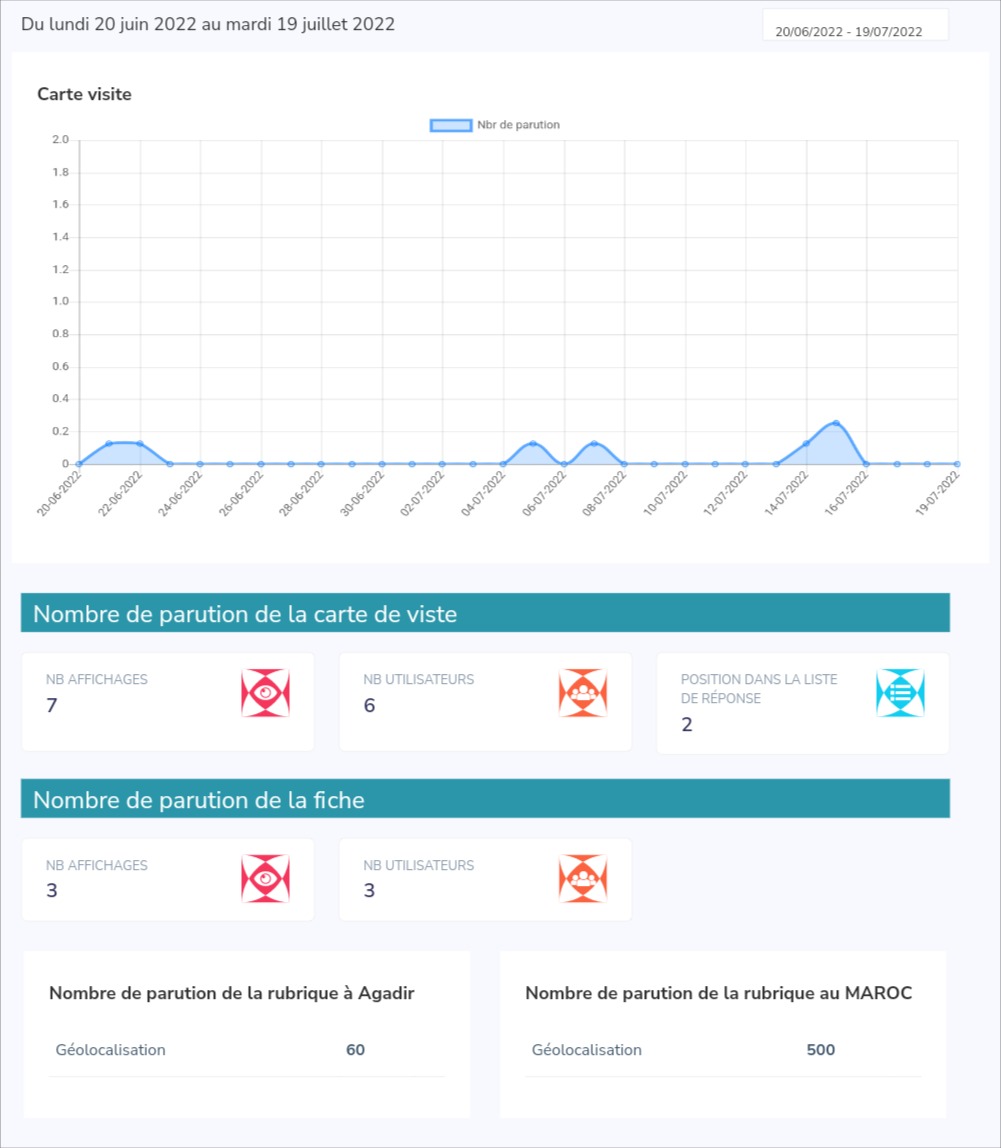 Du lundi 20 juin 2022 au mardi 19 juillet 2022
20/06/2022 - 19/07/2022
Carte visite
Nbr de parution
2.0
1.8
1.6
1.4
1.2
1.0
0.8
0.6
0.4
0.2
0
20-06-2022
22-06-2022
24-06-2022
26-06-2022
28-06-2022
30-06-2022
02-07-2022
04-07-2022
06-07-2022
08-07-2022
10-07-2022
12-07-2022
14-07-2022
16-07-2022
19-07-2022
Nombre de parution de la carte de viste
NB AFFICHAGES
7
NB UTILISATEURS
6
POSITION DANS LA LISTE
DE RÉPONSE
2
Nombre de parution de la fiche
NB AFFICHAGES
3
NB UTILISATEURS
3
Nombre de parution de la rubrique à Agadir
Géolocalisation 60
Nombre de parution de la rubrique au MAROC
Géolocalisation 500